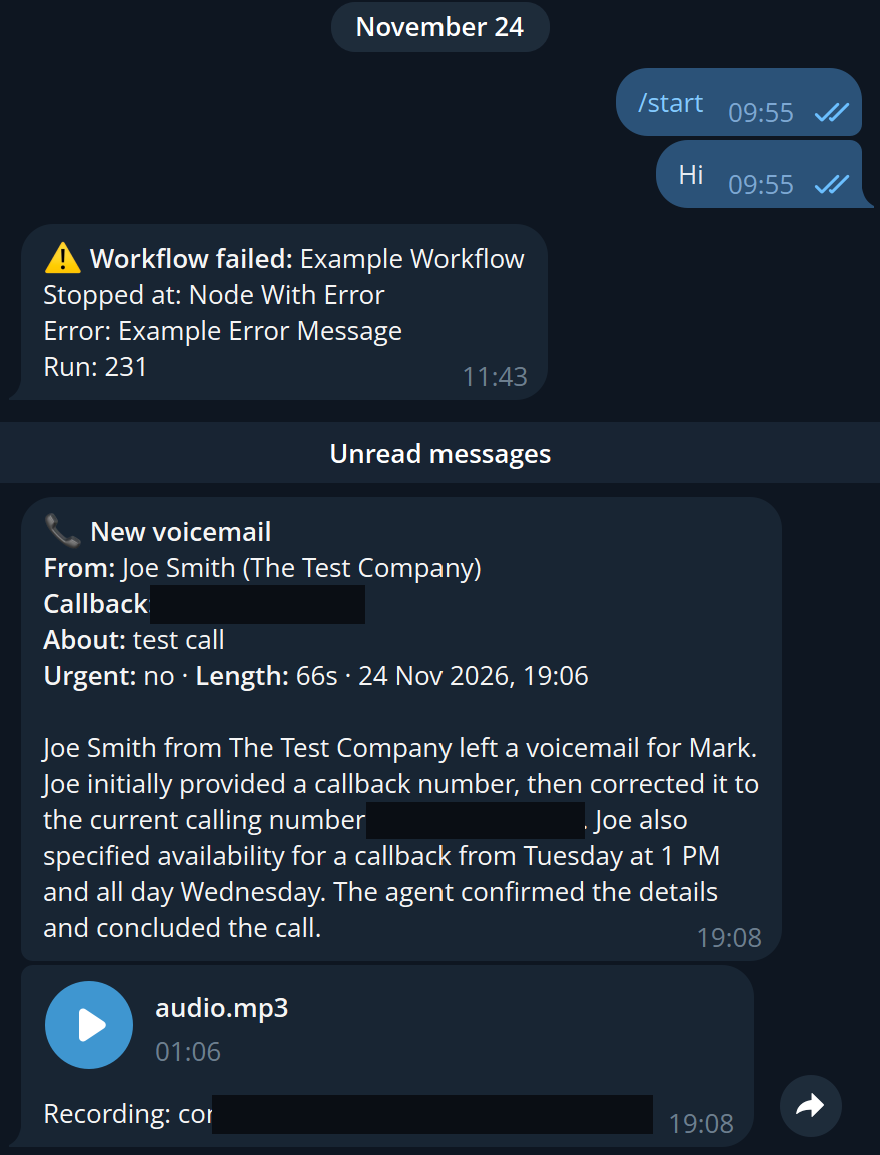 November 24
/start 09:55
Hi 09:55
⚠️ Workflow failed: Example Workflow
Stopped at: Node With Error
Error: Example Error Message
Run: 231
11:43
Unread messages
📞 New voicemail
From: Joe Smith (The Test Company)
Callback:
About: test call
Urgent: no · Length: 66s · 24 Nov 2026, 19:06
Joe Smith from The Test Company left a voicemail for Mark.
Joe initially provided a callback number, then corrected it to
the current calling number . Joe also
specified availability for a callback from Tuesday at 1 PM
and all day Wednesday. The agent confirmed the details
and concluded the call.
19:08
audio.mp3
01:06
Recording:
19:08